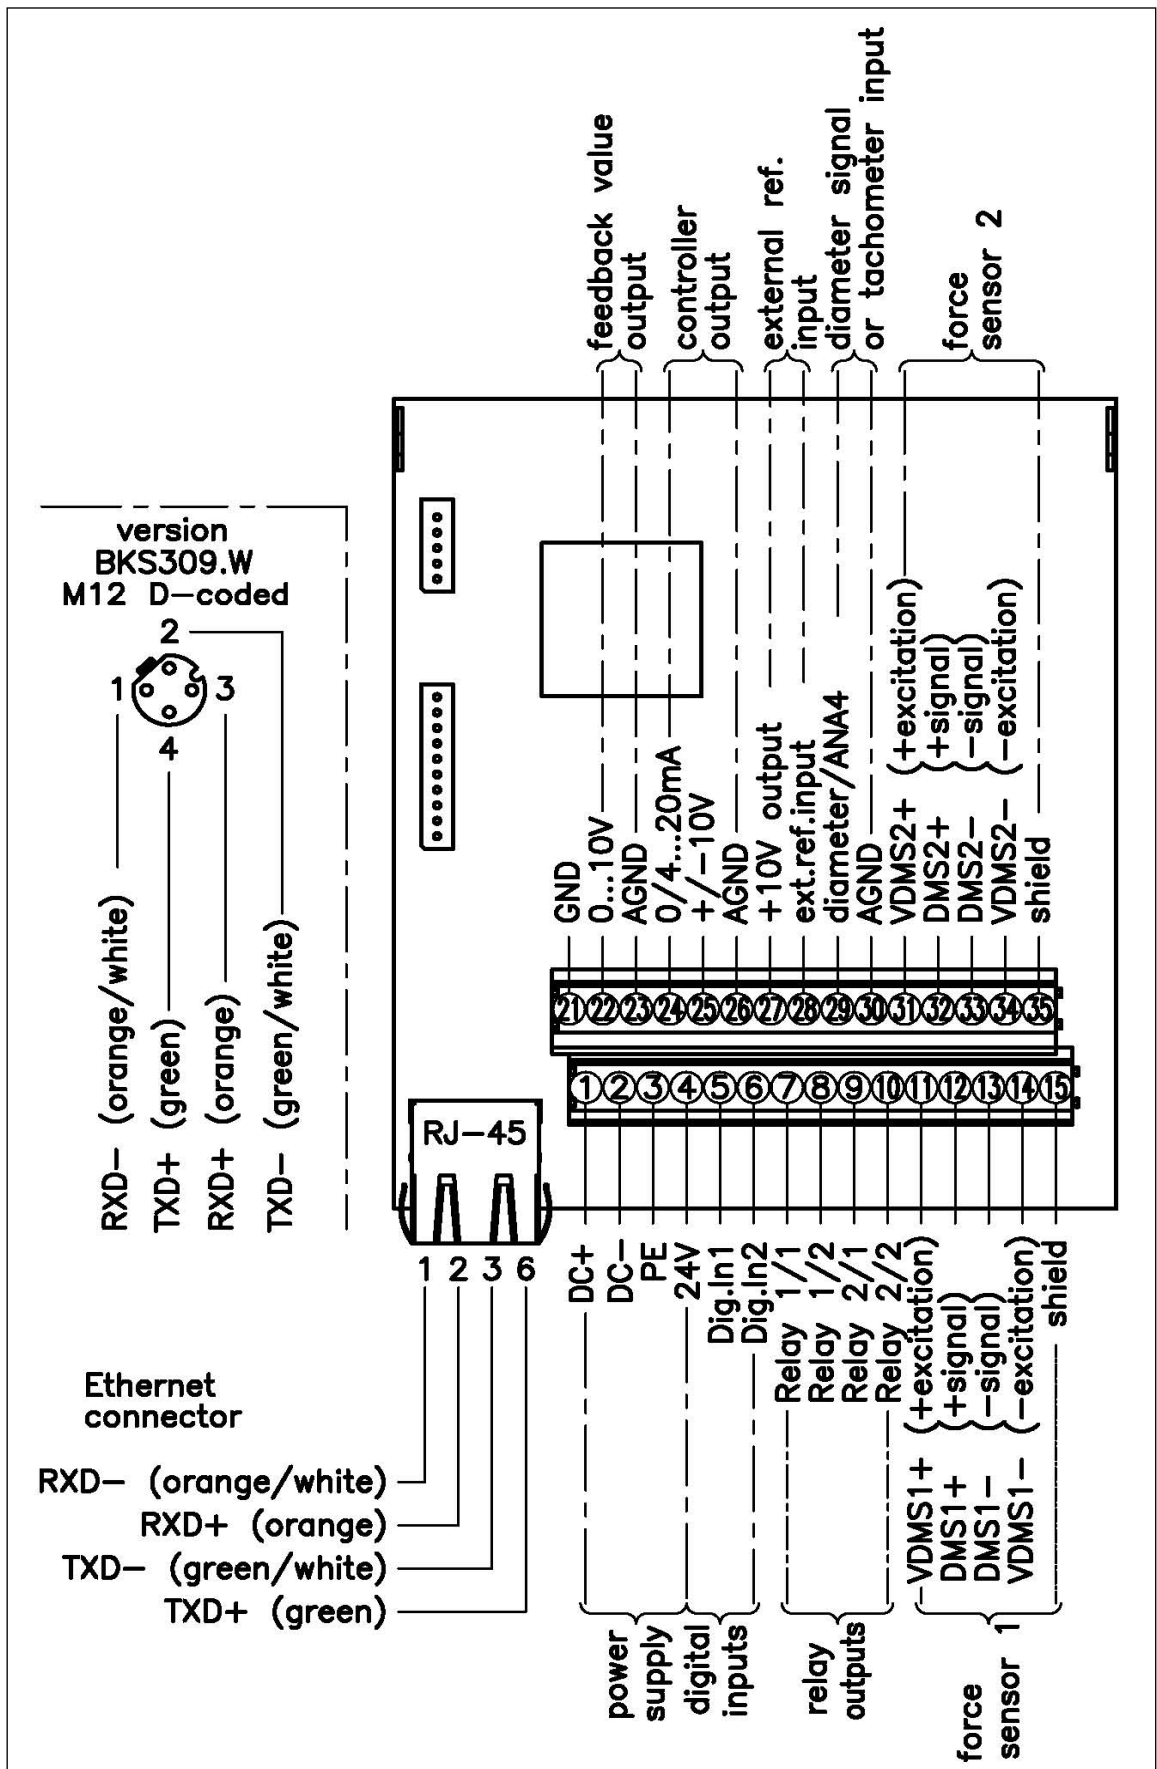 feedback value
output
controller
output
external ref.
input
diameter signal
or tachometer input
force
sensor 2
version
BKS309.W
M12 D-coded
2
1
3
4
RXD- (orange/white)
TXD+ (green)
RXD+ (orange)
TXD- (green/white)
GND
0...10V
AGND
0/4...20mA
+/-10V
AGND
+10V output
ext.ref.input
diameter/ANA4
AGND
VDMS2+ (+excitation)
DMS2+ (+signal)
DMS2- (-signal)
VDMS2- (-excitation)
shield
21 22 23 24 25 26 27 28 29 30 31 32 33 34 35
1 2 3 4 5 6 7 8 9 10 11 12 13 14 15
RJ-45
1 2 3 6
DC+
DC-
PE
24V
Dig.In1
Dig.In2
Relay 1/1
Relay 1/2
Relay 2/1
Relay 2/2
VDMS1+ (+excitation)
DMS1+ (+signal)
DMS1- (-signal)
VDMS1- (-excitation)
shield
Ethernet
connector
RXD- (orange/white)
RXD+ (orange)
TXD- (green/white)
TXD+ (green)
power
supply
digital
inputs
relay
outputs
force
sensor 1